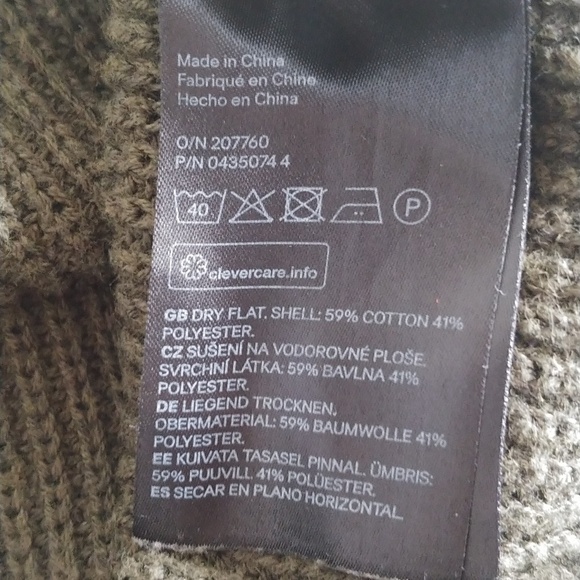 Made in China
Fabriqué en Chine
Hecho en China
O/N 207760
P/N 0435074 4
40
P
clevercare.info
GB DRY FLAT. SHELL: 59% COTTON 41%
POLYESTER.
CZ SUŠENÍ NA VODOROVNÉ PLOŠE.
SVRCHNÍ LÁTKA: 59% BAVLNA 41%
POLYESTER.
DE LIEGEND TROCKNEN.
OBERMATERIAL: 59% BAUMWOLLE 41%
POLYESTER.
EE KUIVATA TASASEL PINNAL. ÜMBRIS:
59% PUUVILL 41% POLÜESTER.
ES SECAR EN PLANO HORIZONTAL.